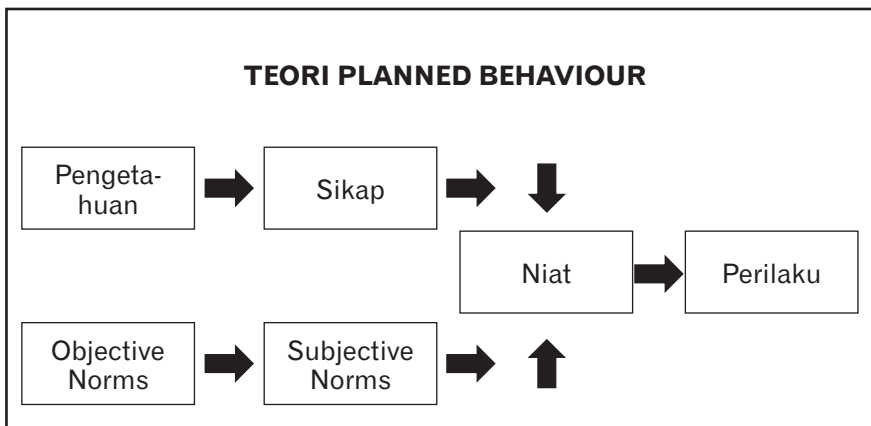 TEORI PLANNED BEHAVIOUR
Pengeta-
huan
Sikap
Niat
Perilaku
Objective
Norms
Subjective
Norms